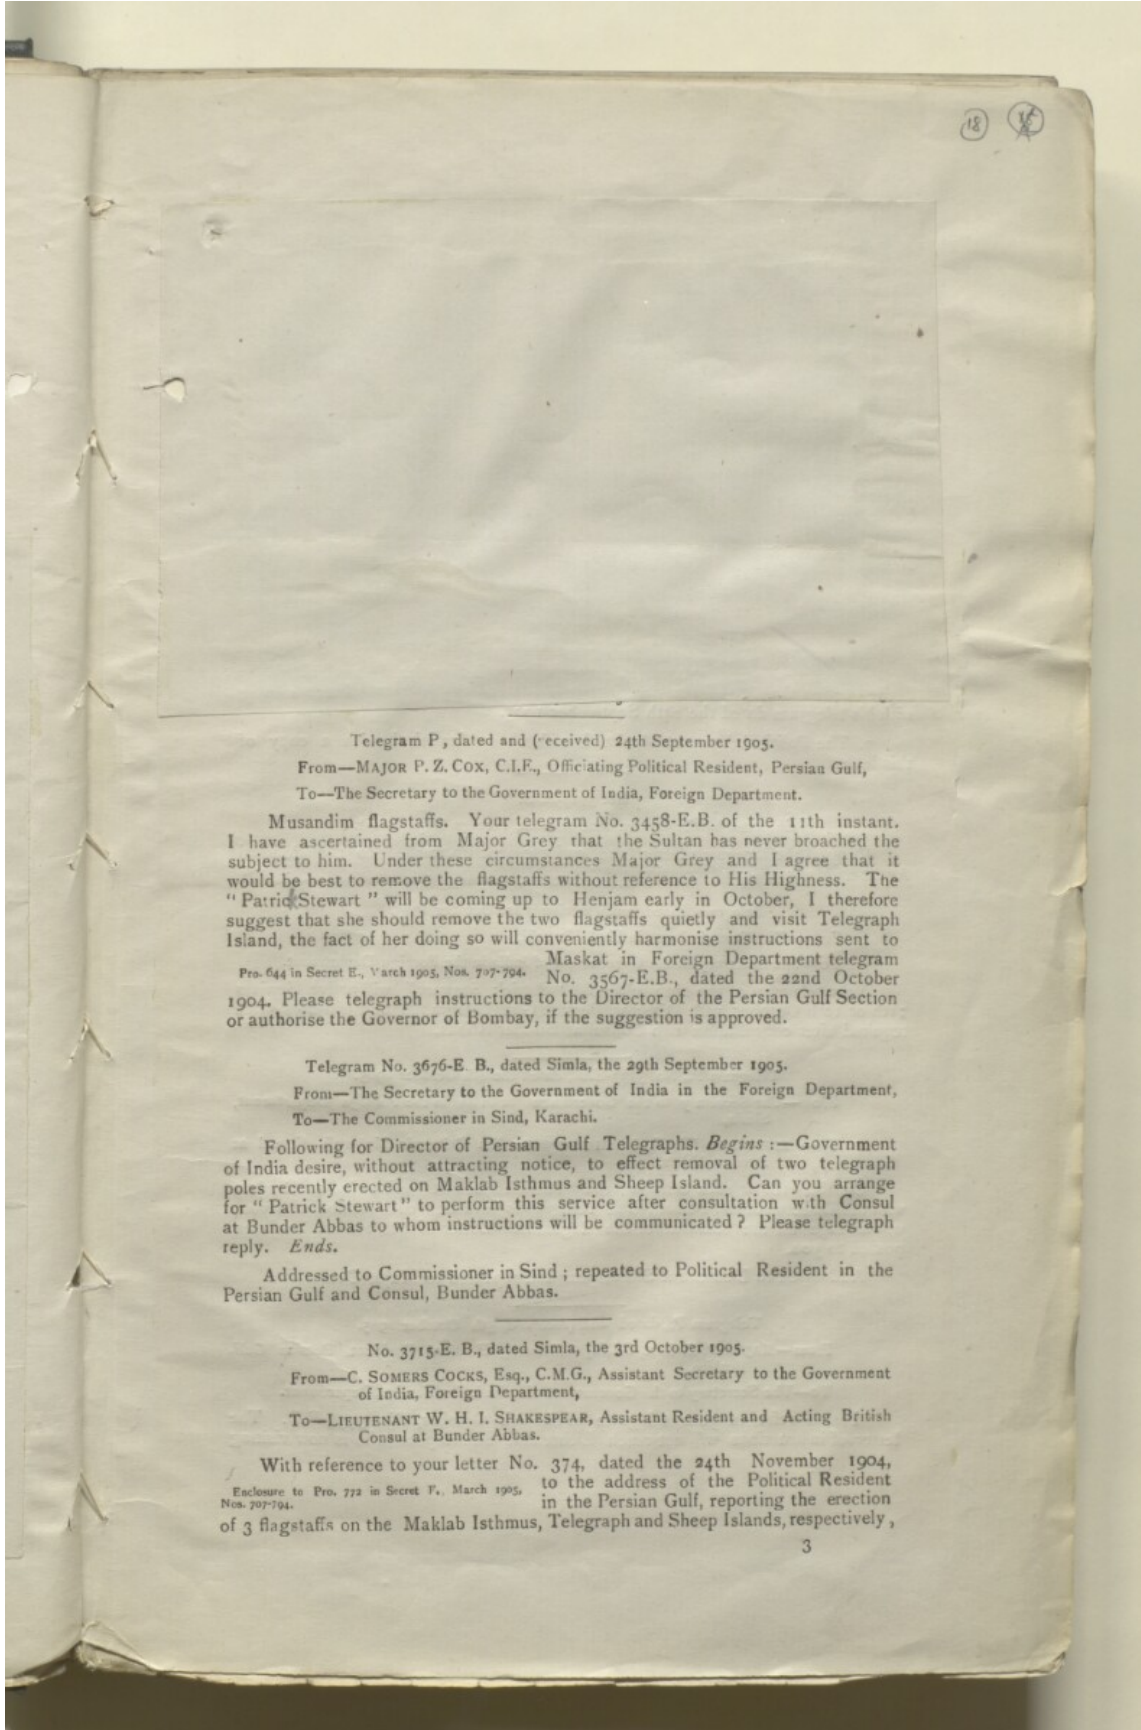 18
Telegram P, dated and (received) 24th September 1905.
From—MAJOR P. Z. COX, C.I.E., Officiating Political Resident, Persian Gulf,
To—The Secretary to the Government of India, Foreign Department.
Musandim flagstaffs. Your telegram No. 3458-E.B. of the 11th instant.
I have ascertained from Major Grey that the Sultan has never broached the
subject to him. Under these circumstances Major Grey and I agree that it
would be best to remove the flagstaffs without reference to His Highness. The
" Patrick Stewart " will be coming up to Henjam early in October, I therefore
suggest that she should remove the two flagstaffs quietly and visit Telegraph
Island, the fact of her doing so will conveniently harmonise instructions sent to
Maskat in Foreign Department telegram
Pro. 644 in Secret E., March 1905, Nos. 707-794.
No. 3567-E.B., dated the 22nd October
1904. Please telegraph instructions to the Director of the Persian Gulf Section
or authorise the Governor of Bombay, if the suggestion is approved.
Telegram No. 3676-E. B., dated Simla, the 29th September 1905.
From—The Secretary to the Government of India in the Foreign Department,
To—The Commissioner in Sind, Karachi.
Following for Director of Persian Gulf Telegraphs. Begins :—Government
of India desire, without attracting notice, to effect removal of two telegraph
poles recently erected on Maklab Isthmus and Sheep Island. Can you arrange
for " Patrick Stewart " to perform this service after consultation with Consul
at Bunder Abbas to whom instructions will be communicated ? Please telegraph
reply. Ends.
Addressed to Commissioner in Sind ; repeated to Political Resident in the
Persian Gulf and Consul, Bunder Abbas.
No. 3715-E. B., dated Simla, the 3rd October 1905.
From—C. SOMERS COCKS, Esq., C.M.G., Assistant Secretary to the Government
of India, Foreign Department,
To—LIEUTENANT W. H. I. SHAKESPEAR, Assistant Resident and Acting British
Consul at Bunder Abbas.
With reference to your letter No. 374, dated the 24th November 1904,
to the address of the Political Resident
Enclosure to Pro. 772 in Secret E., March 1905,
Nos. 707-794.
in the Persian Gulf, reporting the erection
of 3 flagstaffs on the Maklab Isthmus, Telegraph and Sheep Islands, respectively,
3